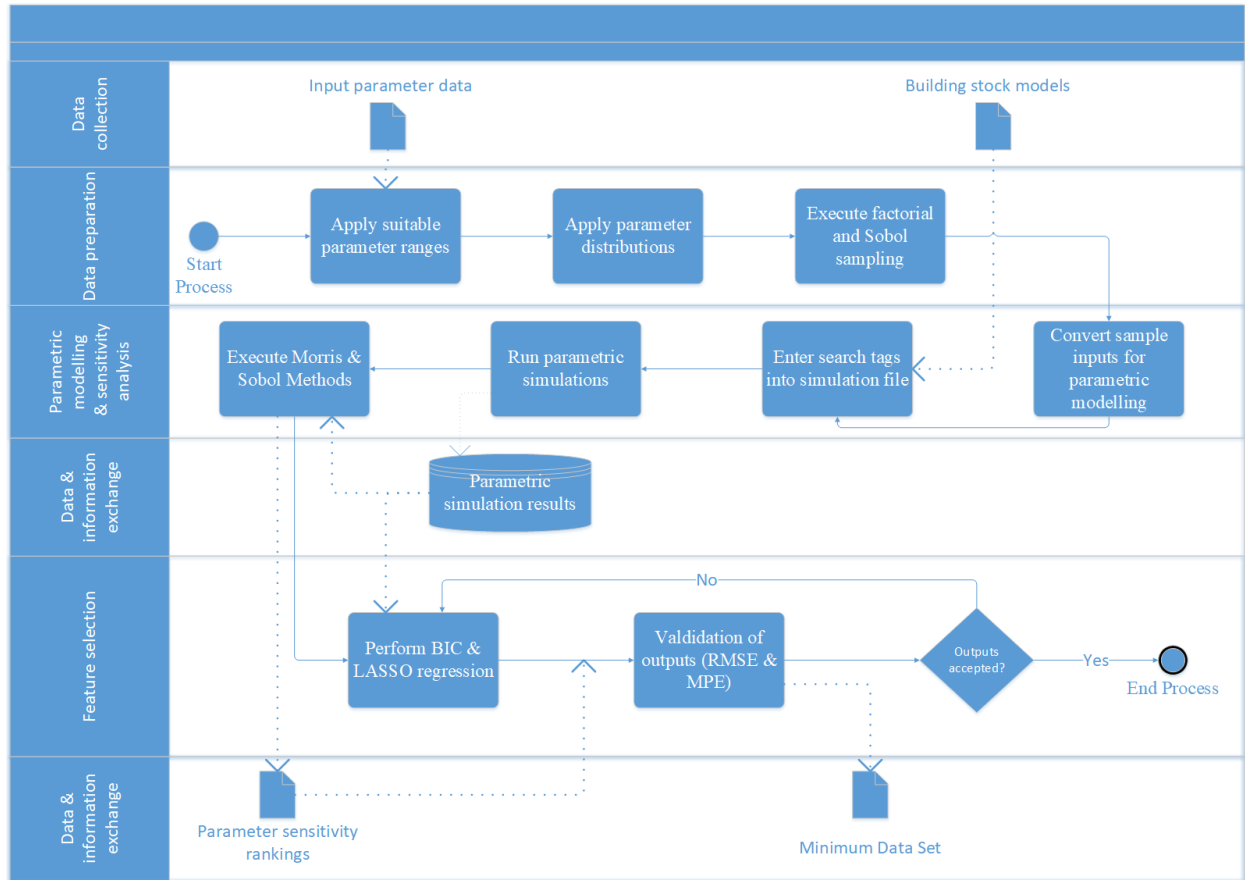 Data
collection
Input parameter data
Building stock models
Data preparation
Start
Process
Apply suitable
parameter ranges
Apply parameter
distributions
Execute factorial
and Sobol
sampling
Parametric
modelling
& sensitivity
analysis
Execute Morris &
Sobol Methods
Run parametric
simulations
Enter search tags
into simulation file
Convert sample
inputs for
parametric
modelling
Data &
information
exchange
Parametric
simulation results
Feature selection
No
Perform BIC &
LASSO regression
Valdidation of
outputs (RMSE &
MPE)
Outputs
accepted?
Yes
End Process
Data &
information
exchange
Parameter sensitivity
rankings
Minimum Data Set